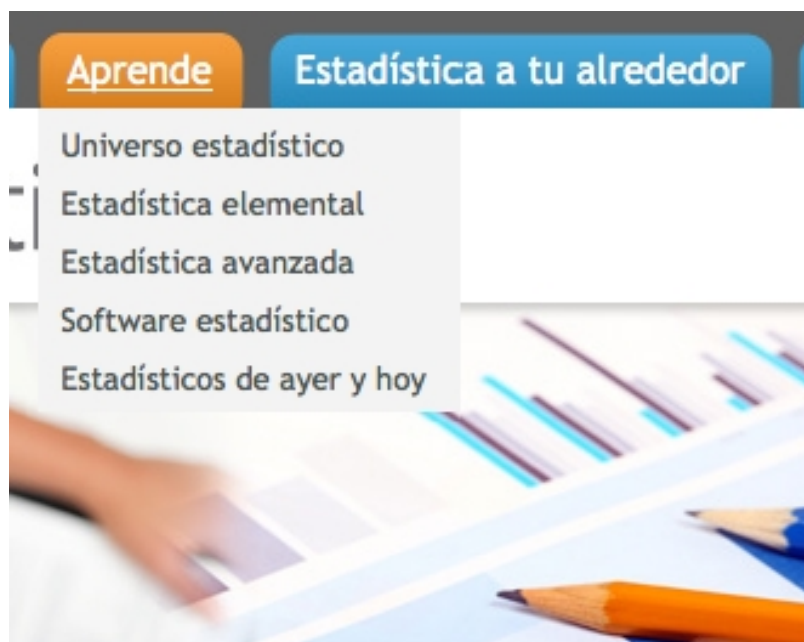 Aprende
Estadística a tu alrededor
Universo estadístico
Estadística elemental
Estadística avanzada
Software estadístico
Estadísticos de ayer y hoy